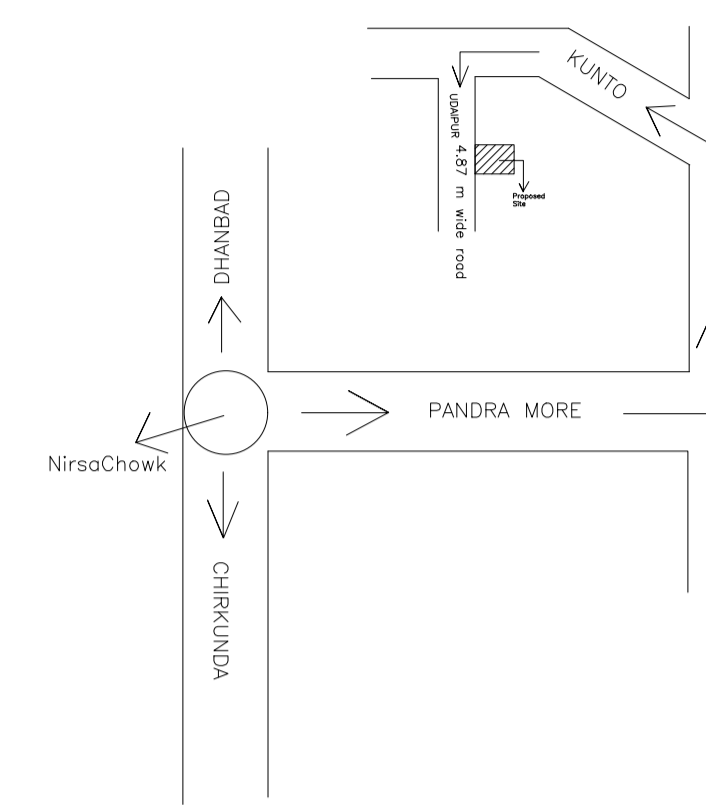 KUNTO
UDAIPUR 4.87 m wide road
Proposed
Site
DHANBAD
PANDRA MORE
NirsaChowk
CHIRKUNDA